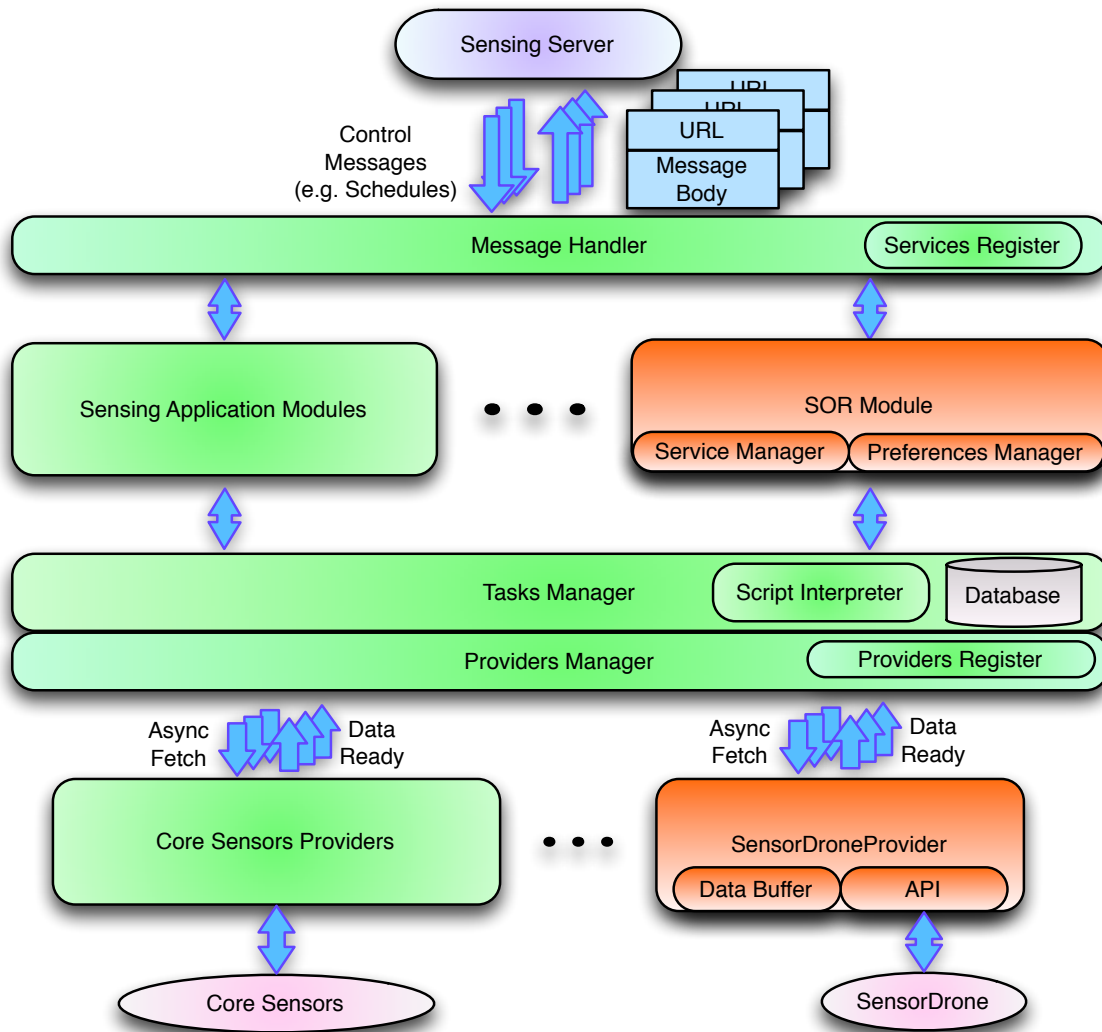 Sensing Server
Control
Messages
(e.g. Schedules)
URL
URL
URL
Message
Body
Message Handler
Services Register
Sensing Application Modules
SOR Module
Service Manager
Preferences Manager
Tasks Manager
Script Interpreter
Database
Providers Manager
Providers Register
Async
Fetch
Data
Ready
Async
Fetch
Data
Ready
Core Sensors Providers
SensorDroneProvider
Data Buffer
API
Core Sensors
SensorDrone